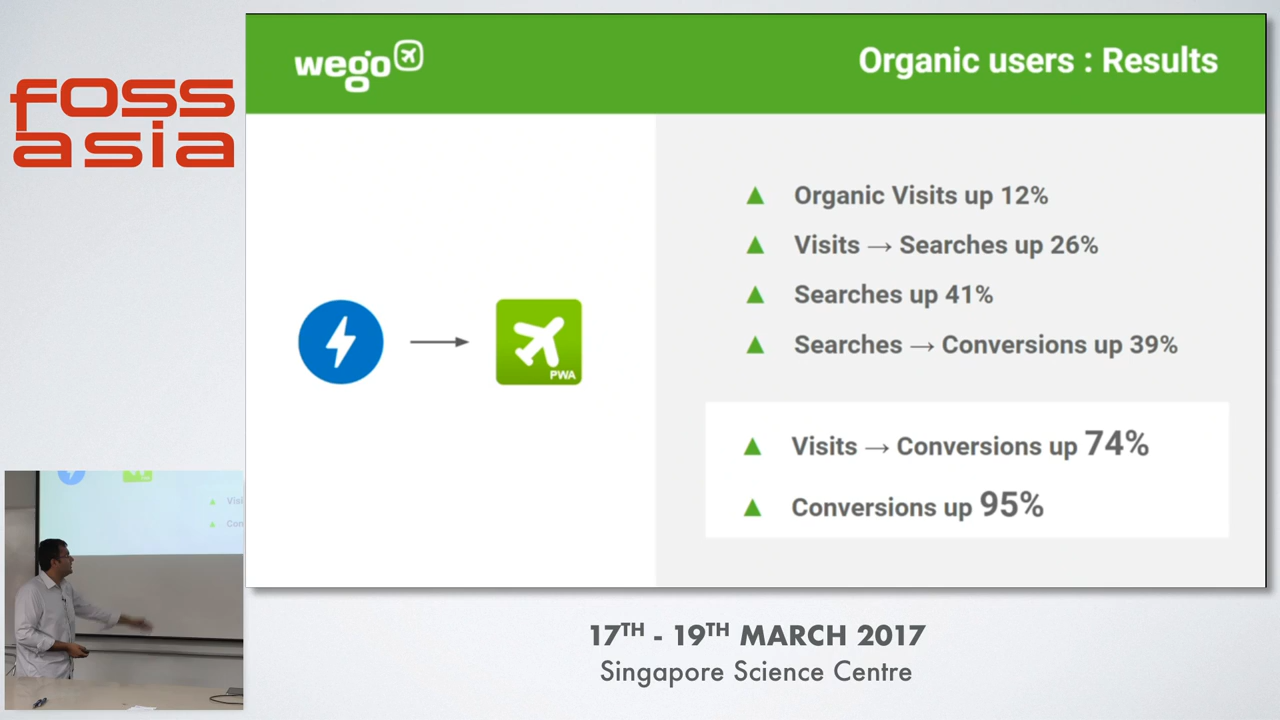 foss
asia
wego
Organic users : Results
▲ Organic Visits up 12%
▲ Visits → Searches up 26%
▲ Searches up 41%
▲ Searches → Conversions up 39%
PWA
▲ Visits → Conversions up 74%
▲ Conversions up 95%
17TH - 19TH MARCH 2017
Singapore Science Centre